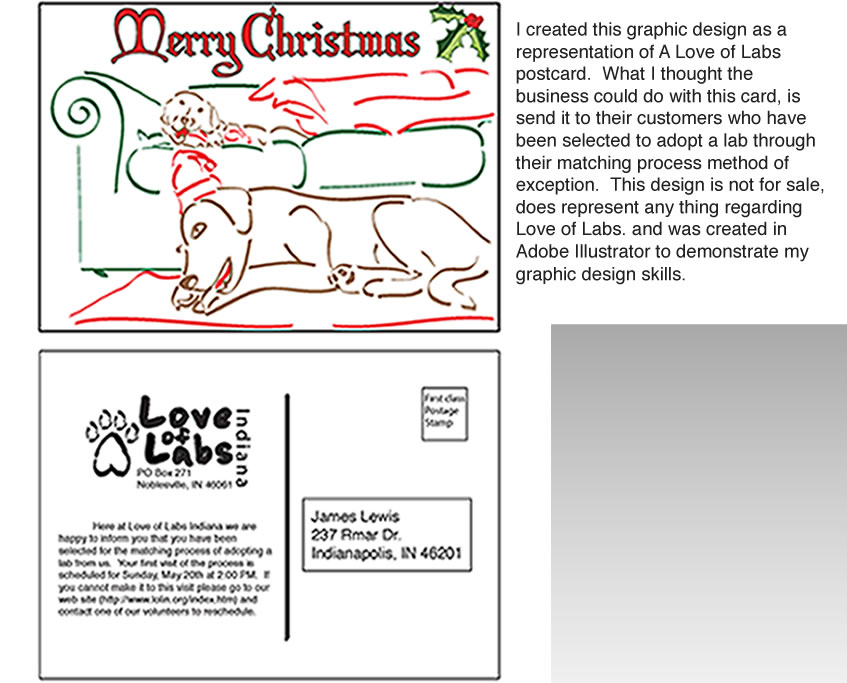 Merry Christmas
I created this graphic design as a
representation of A Love of Labs
postcard.  What I thought the
business could do with this card, is
send it to their customers who have
been selected to adopt a lab through
their matching process method of
exception.  This design is not for sale,
does represent any thing regarding
Love of Labs. and was created in
Adobe Illustrator to demonstrate my
graphic design skills.
Love
of
Labs
Indiana
PO Box 271
Noblesville, IN 46061
Here at Love of Labs Indiana we are
happy to inform you that you have been
selected for the matching process of adopting a
lab from us.  Your first visit of the process is
scheduled for Sunday, May 20th at 2:00 PM.  If
you cannot make it to this visit please go to our
web site (http://www.lolin.org/index.htm) and
contact one of our volunteers to reschedule.
First class
Postage
Stamp
James Lewis
237 Rmar Dr.
Indianapolis, IN 46201